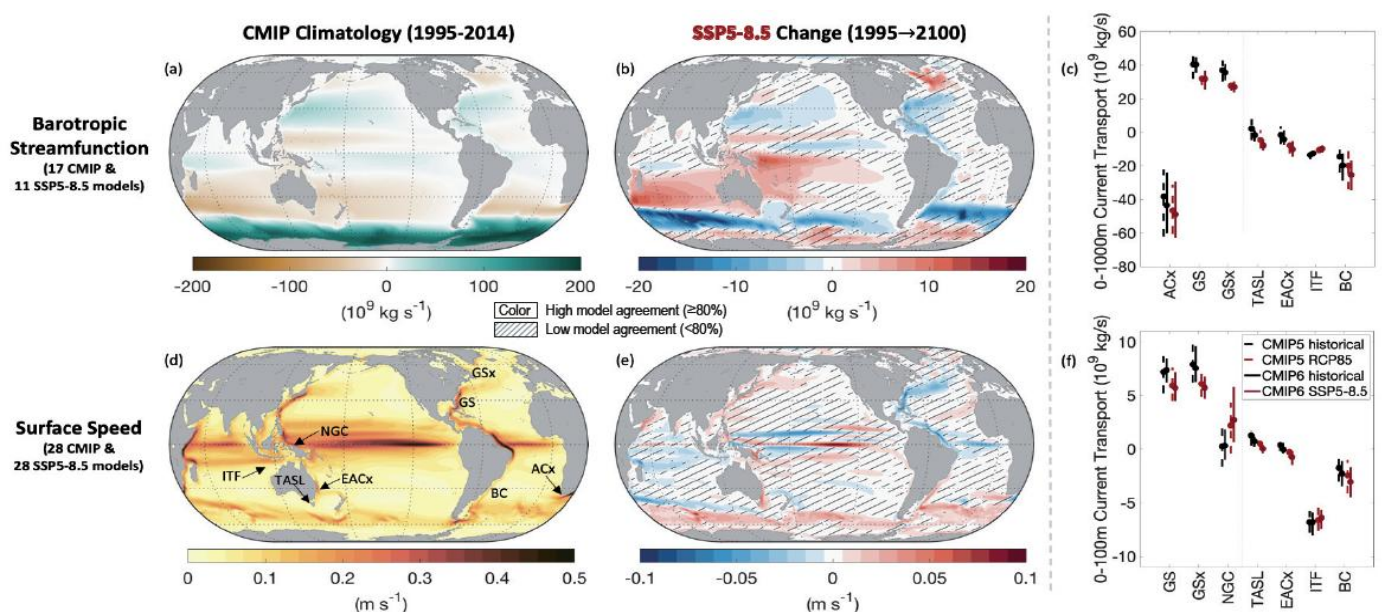 CMIP Climatology (1995-2014)
SSP5-8.5 Change (1995→2100)
Barotropic
Streamfunction
(17 CMIP &
11 SSP5-8.5 models)
(a)
-200 -100 0 100 200
(10⁹ kg s⁻¹)
(b)
-20 -10 0 10 20
(10⁹ kg s⁻¹)
Color High model agreement (≥80%)
Low model agreement (<80%)
(c)
0-1000m Current Transport (10⁹ kg/s)
60
40
20
0
-20
-40
-60
-80
ACx
GS
GSx
TASL
EACx
ITF
BC
Surface Speed
(28 CMIP &
28 SSP5-8.5 models)
(d)
GSx
GS
NGC
ITF
TASL
EACx
BC
ACx
0 0.1 0.2 0.3 0.4 0.5
(m s⁻¹)
(e)
-0.1 -0.05 0 0.05 0.1
(m s⁻¹)
(f)
0-100m Current Transport (10⁹ kg/s)
10
5
0
-5
-10
CMIP5 historical
CMIP5 RCP85
CMIP6 historical
CMIP6 SSP5-8.5
GS
GSx
NGC
TASL
EACx
ITF
BC